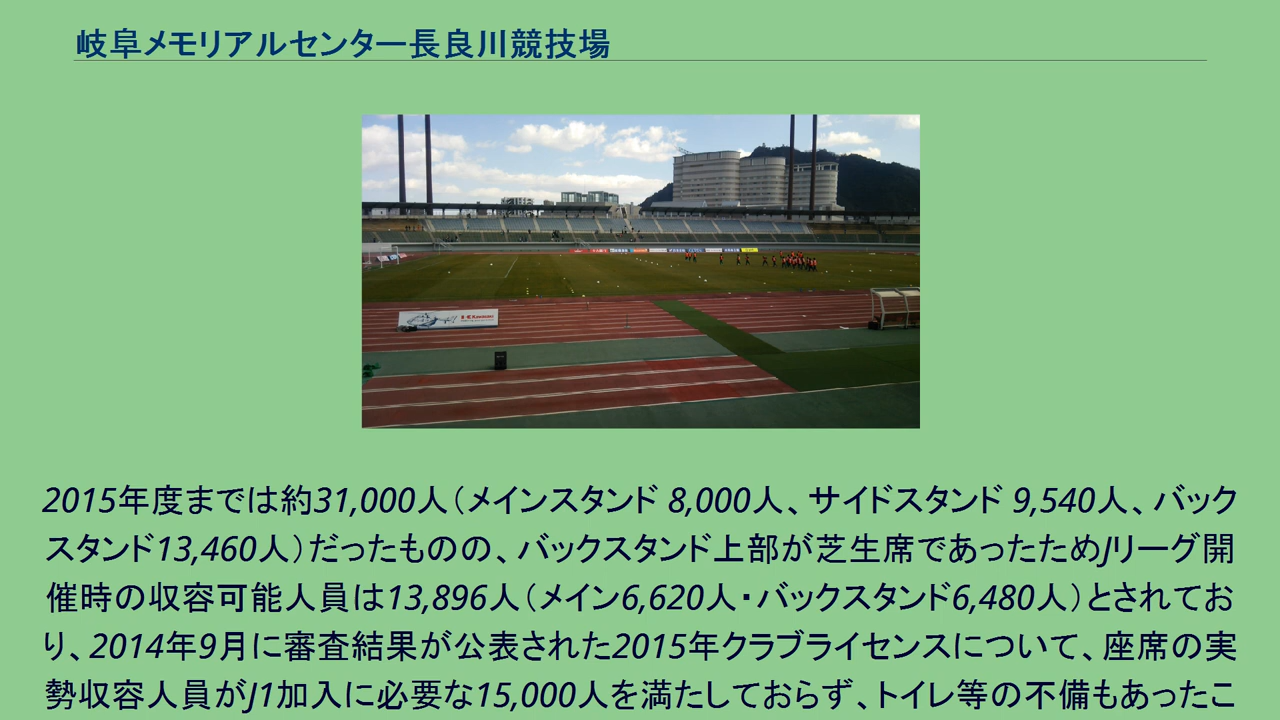 岐阜メモリアルセンター長良川競技場
Kawasaki
2015年度までは約31,000人（メインスタンド 8,000人、サイドスタンド 9,540人、バック
スタンド13,460人）だったものの、バックスタンド上部が芝生席であったためJリーグ開
催時の収容可能人員は13,896人（メイン6,620人・バックスタンド6,480人）とされてお
り、2014年9月に審査結果が公表された2015年クラブライセンスについて、座席の実
勢収容人員がJ1加入に必要な15,000人を満たしておらず、トイレ等の不備もあったこ